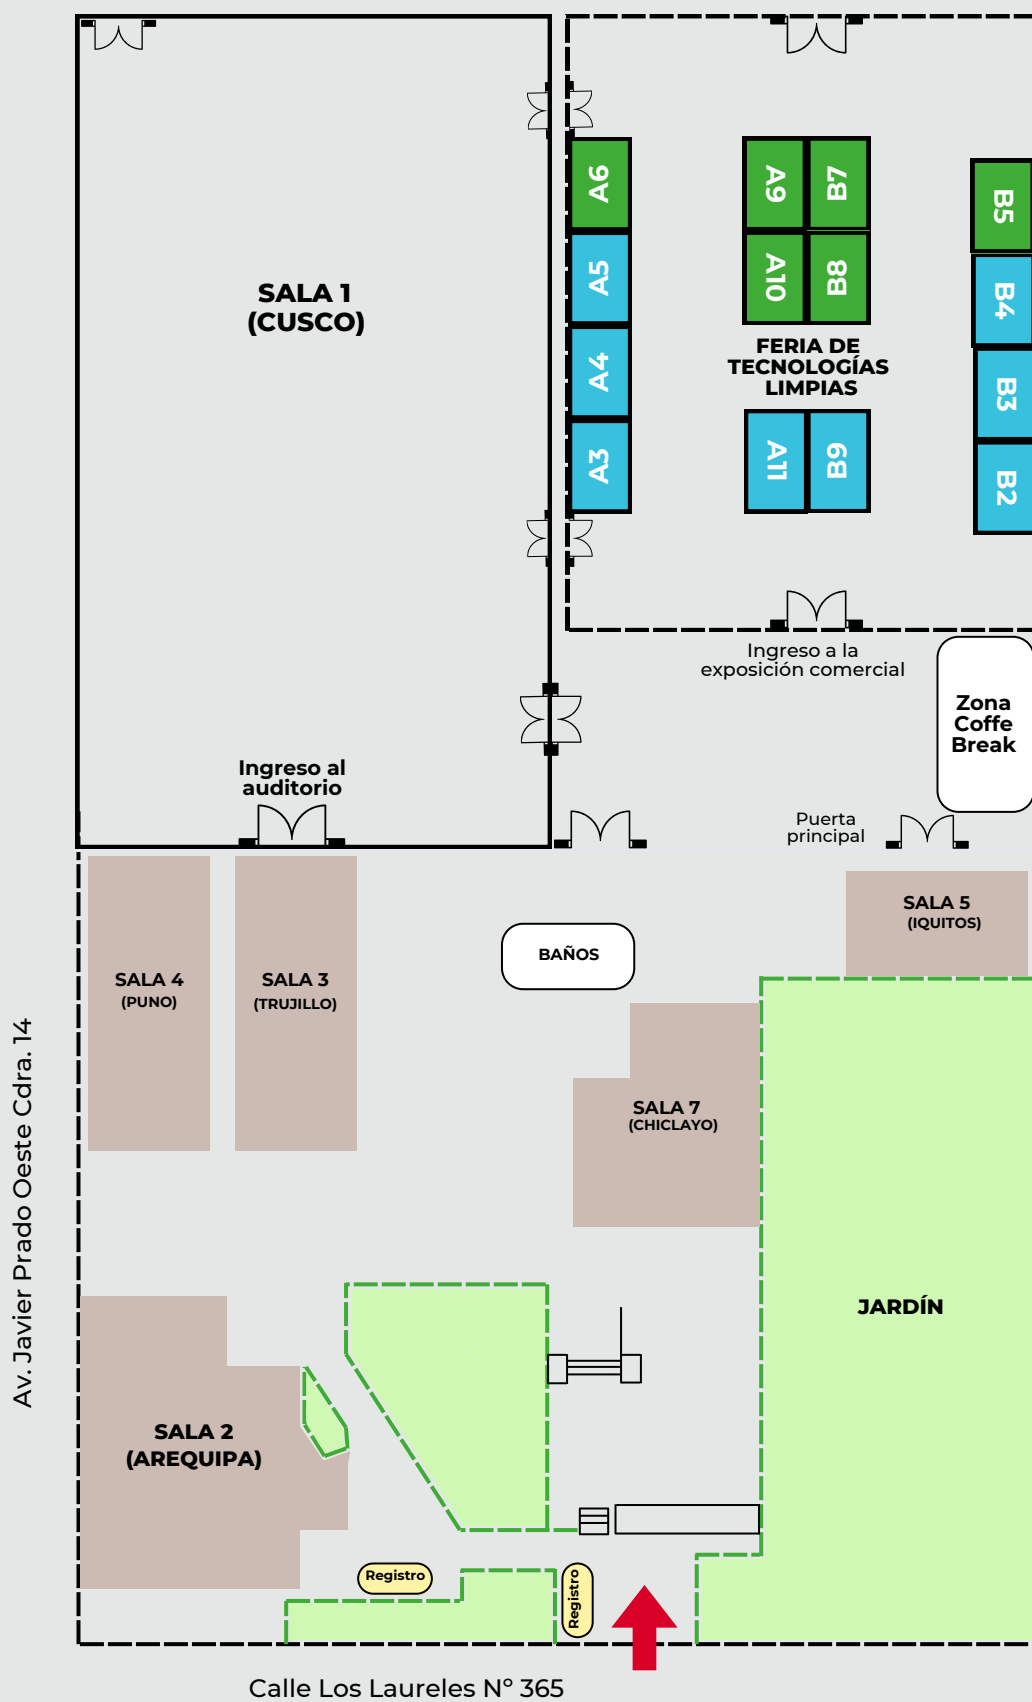 A6
A9
B7
B5
A5
A10
B8
B4
SALA 1
(CUSCO)
FERIA DE
TECNOLOGÍAS
LIMPIAS
A4
B3
A3
A11
B9
B2
Ingreso a la
exposición comercial
Zona
Coffe
Break
Ingreso al
auditorio
Puerta
principal
SALA 5
(IQUITOS)
BAÑOS
SALA 4
(PUNO)
SALA 3
(TRUJILLO)
SALA 7
(CHICLAYO)
Av. Javier Prado Oeste Cdra. 14
JARDÍN
SALA 2
(AREQUIPA)
Registro
Registro
Calle Los Laureles Nº 365